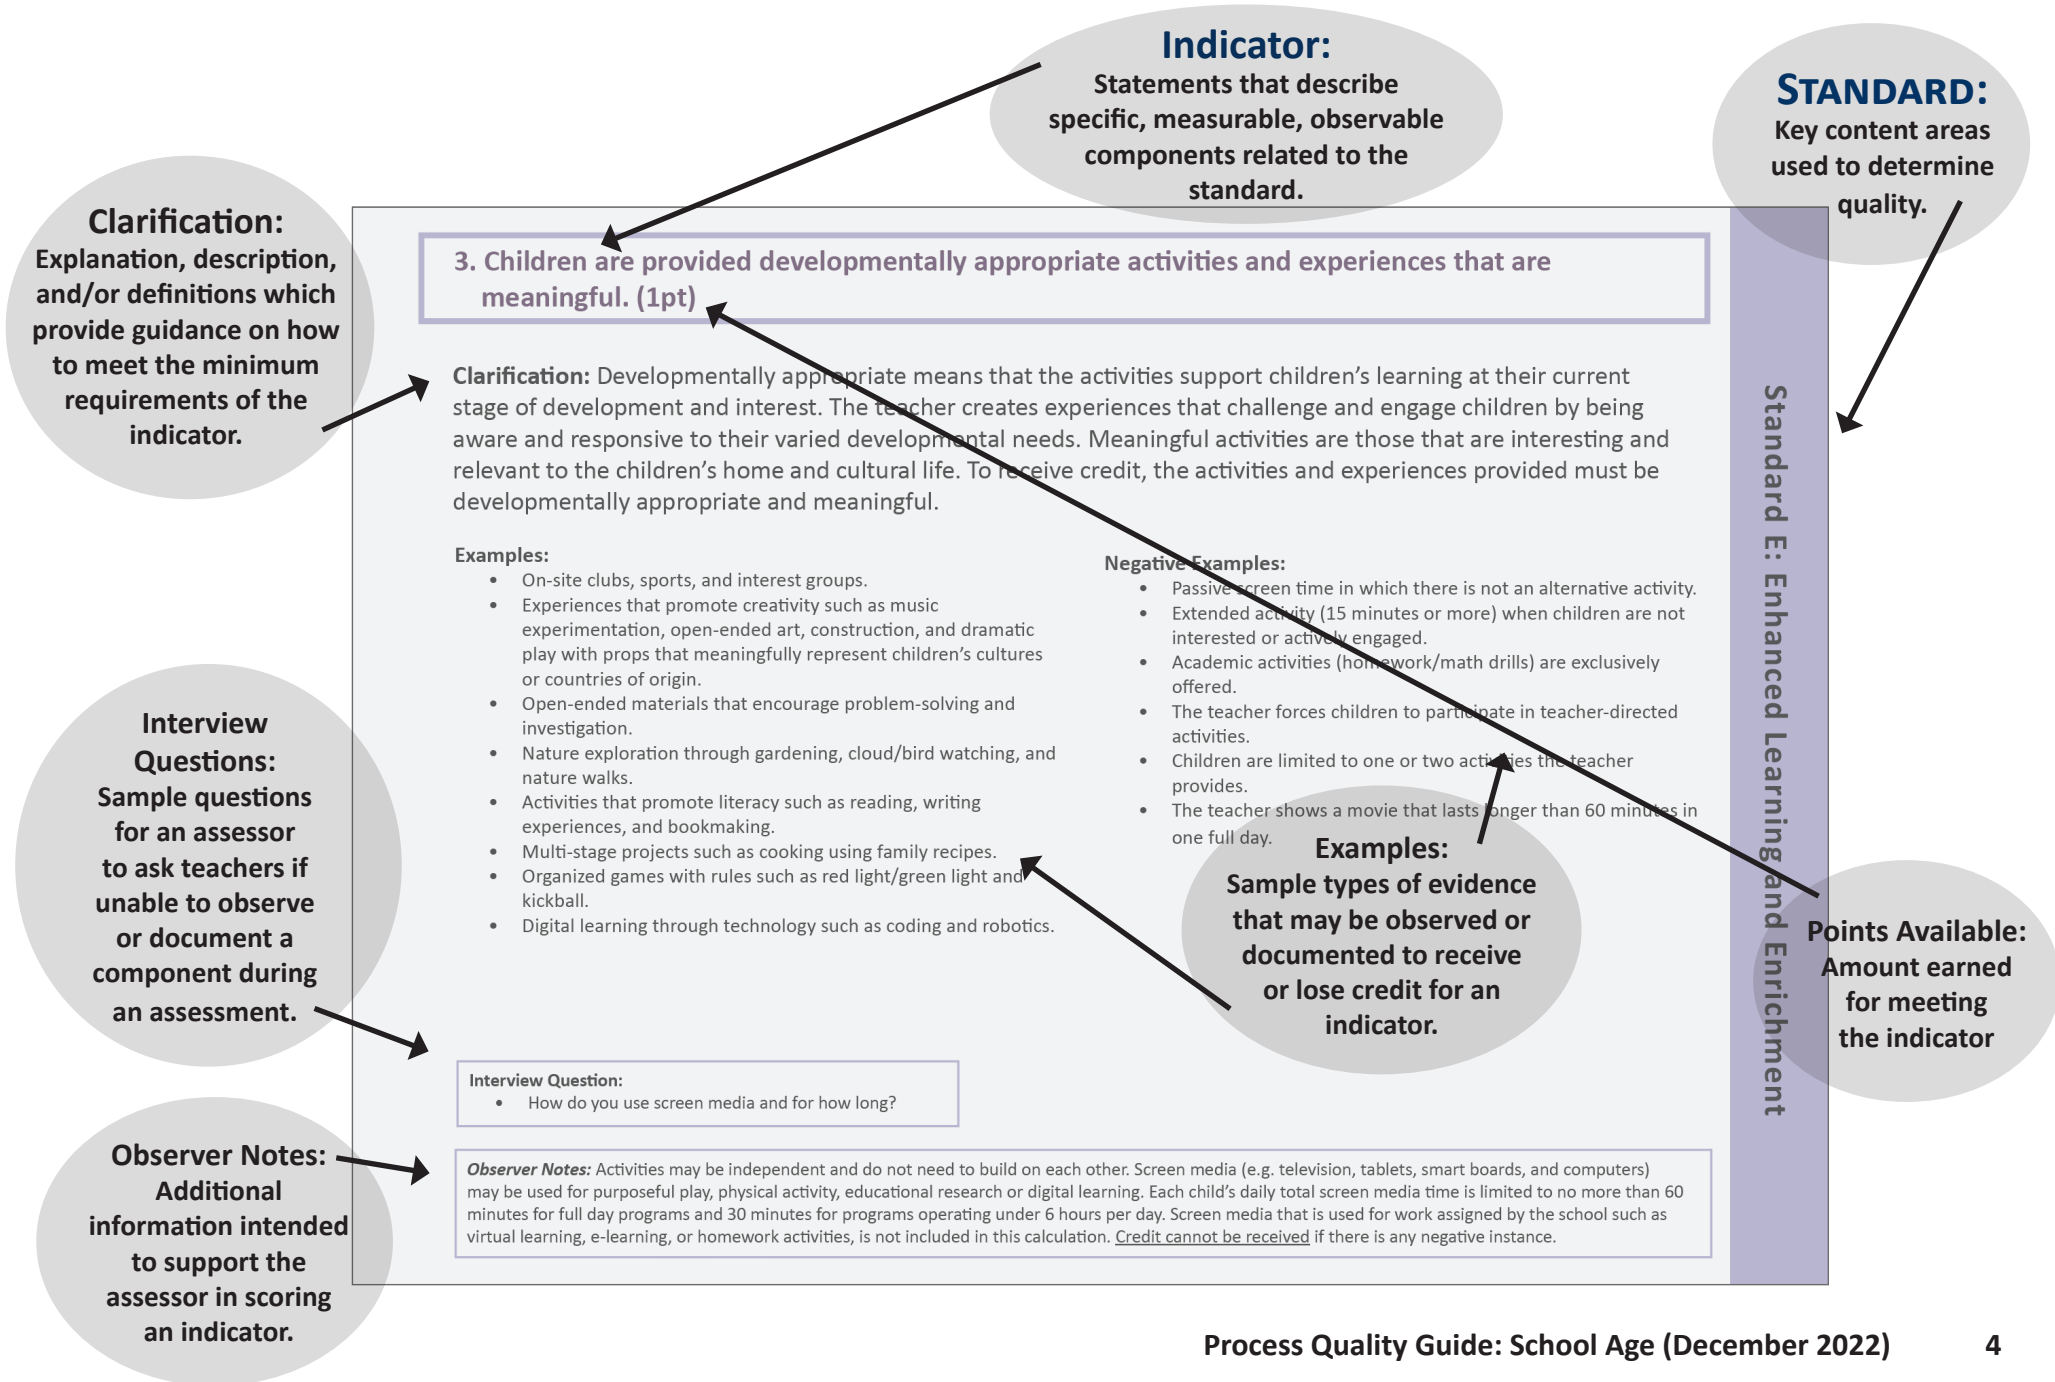 Indicator:
Statements that describe
specific, measurable, observable
components related to the
standard.
STANDARD:
Key content areas
used to determine
quality.
Clarification:
Explanation, description,
and/or definitions which
provide guidance on how
to meet the minimum
requirements of the
indicator.
3. Children are provided developmentally appropriate activities and experiences that are
meaningful. (1pt)
Clarification: Developmentally appropriate means that the activities support children's learning at their current
stage of development and interest. The teacher creates experiences that challenge and engage children by being
aware and responsive to their varied developmental needs. Meaningful activities are those that are interesting and
relevant to the children's home and cultural life. To receive credit, the activities and experiences provided must be
developmentally appropriate and meaningful.
Examples:
• On-site clubs, sports, and interest groups.
• Experiences that promote creativity such as music
experimentation, open-ended art, construction, and dramatic
play with props that meaningfully represent children's cultures
or countries of origin.
• Open-ended materials that encourage problem-solving and
investigation.
• Nature exploration through gardening, cloud/bird watching, and
nature walks.
• Activities that promote literacy such as reading, writing
experiences, and bookmaking.
• Multi-stage projects such as cooking using family recipes.
• Organized games with rules such as red light/green light and
kickball.
• Digital learning through technology such as coding and robotics.
Negative Examples:
• Passive screen time in which there is not an alternative activity.
• Extended activity (15 minutes or more) when children are not
interested or actively engaged.
• Academic activities (homework/math drills) are exclusively
offered.
• The teacher forces children to participate in teacher-directed
activities.
• Children are limited to one or two activities the teacher
provides.
• The teacher shows a movie that lasts longer than 60 minutes in
one full day.
Standard E: Enhanced Learning and Enrichment
Interview
Questions:
Sample questions
for an assessor
to ask teachers if
unable to observe
or document a
component during
an assessment.
Examples:
Sample types of evidence
that may be observed or
documented to receive
or lose credit for an
indicator.
Points Available:
Amount earned
for meeting
the indicator
Interview Question:
• How do you use screen media and for how long?
Observer Notes:
Additional
information intended
to support the
assessor in scoring
an indicator.
Observer Notes: Activities may be independent and do not need to build on each other. Screen media (e.g. television, tablets, smart boards, and computers)
may be used for purposeful play, physical activity, educational research or digital learning. Each child's daily total screen media time is limited to no more than 60
minutes for full day programs and 30 minutes for programs operating under 6 hours per day. Screen media that is used for work assigned by the school such as
virtual learning, e-learning, or homework activities, is not included in this calculation. Credit cannot be received if there is any negative instance.
Process Quality Guide: School Age (December 2022) 4